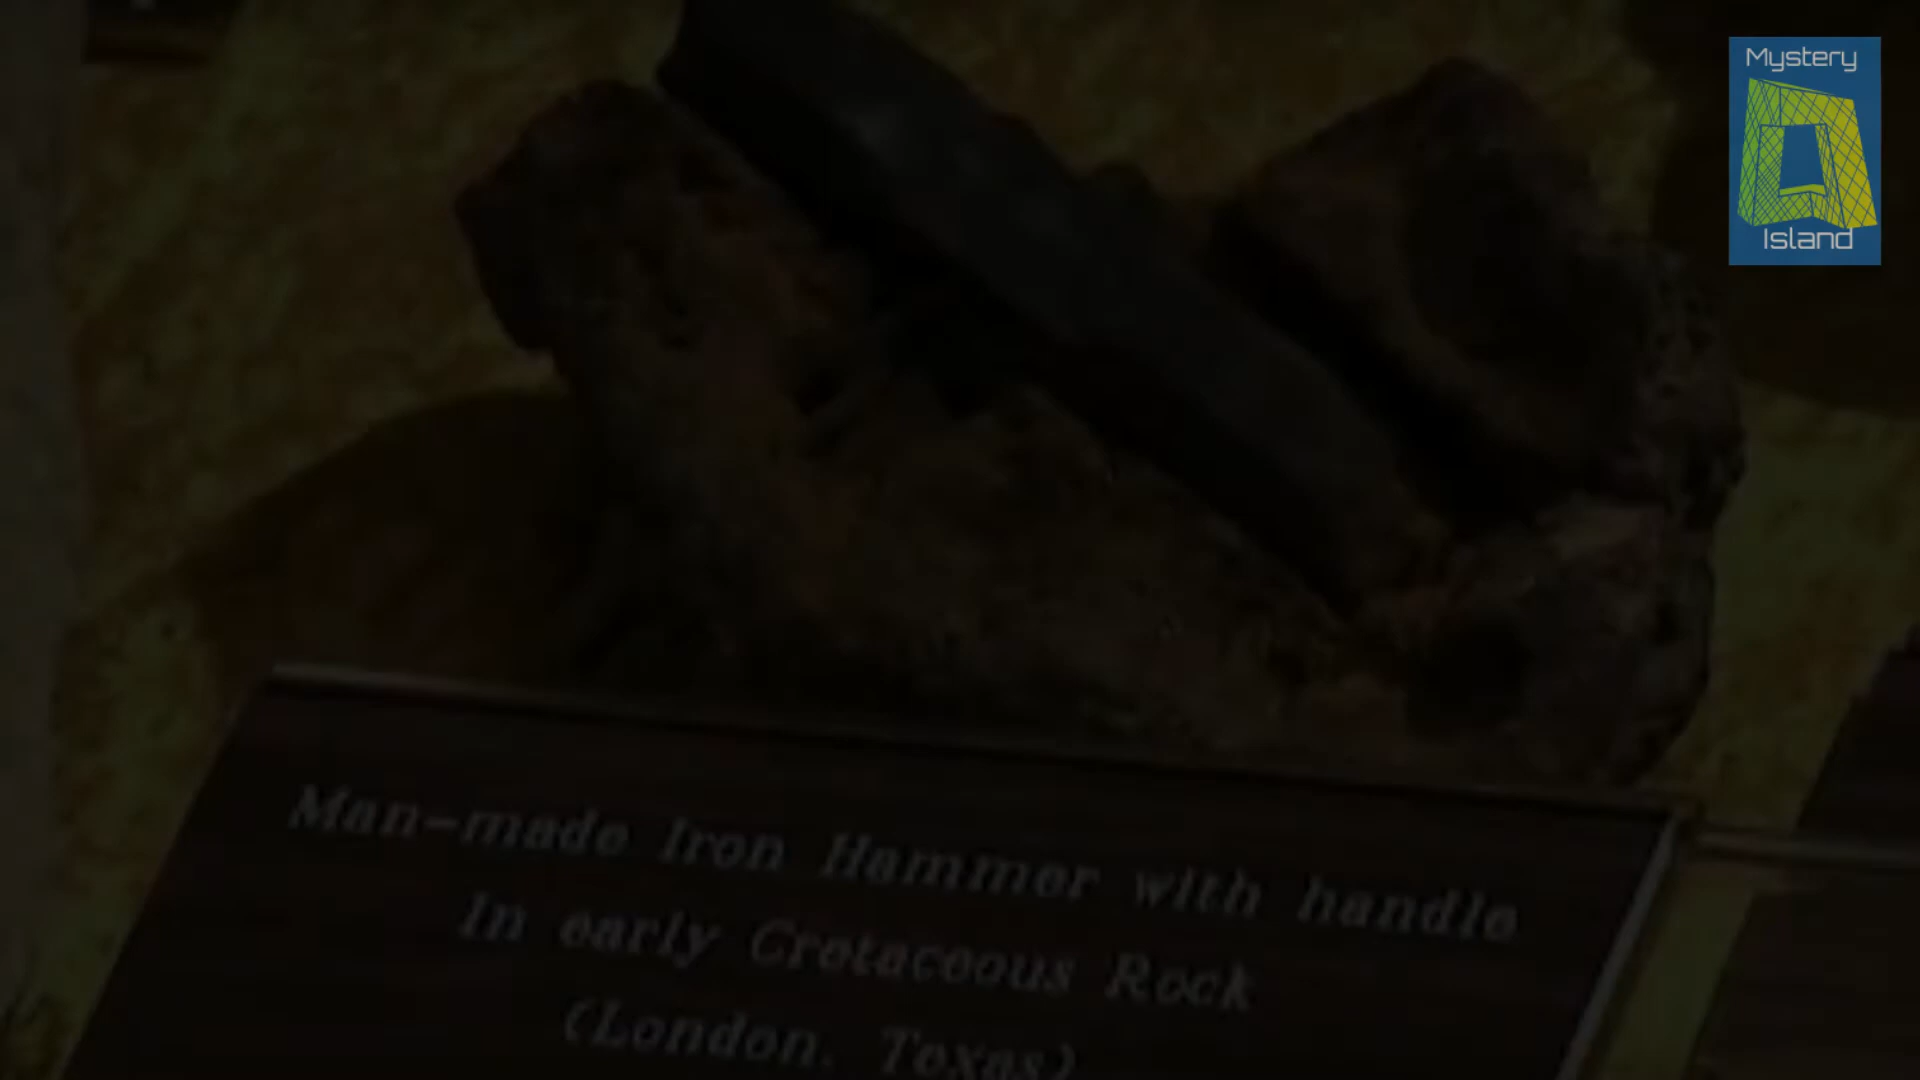 Mystery
Island
Man-made Iron Hammer with handle
In early Cretaceous Rock
(London. Texas)